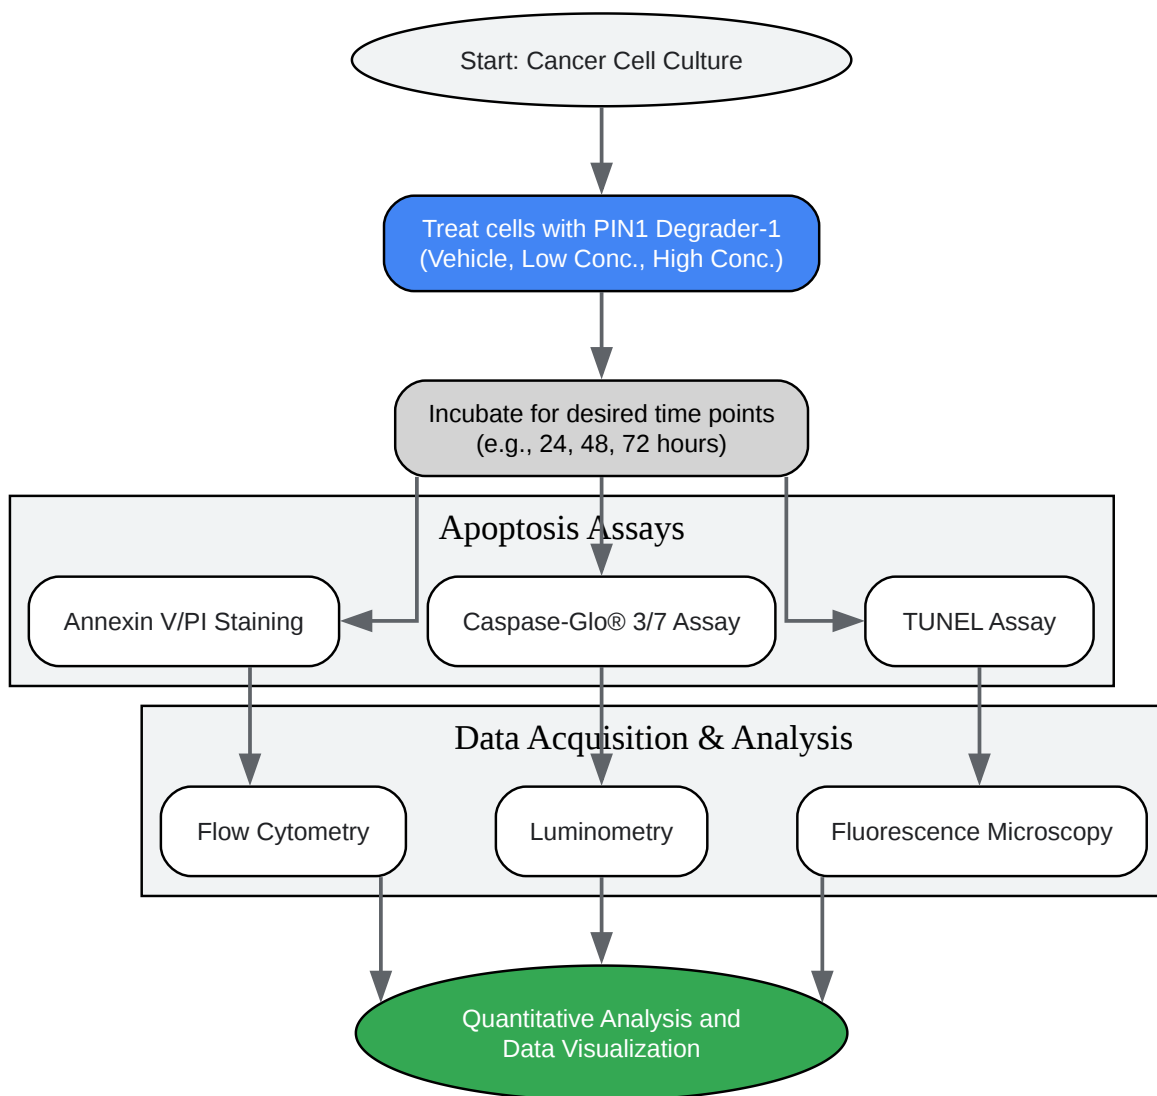 Start: Cancer Cell Culture
Treat cells with PIN1 Degrader-1
(Vehicle, Low Conc., High Conc.)
Incubate for desired time points
(e.g., 24, 48, 72 hours)
Apoptosis Assays
Annexin V/PI Staining
Caspase-Glo® 3/7 Assay
TUNEL Assay
Data Acquisition & Analysis
Flow Cytometry
Luminometry
Fluorescence Microscopy
Quantitative Analysis and
Data Visualization